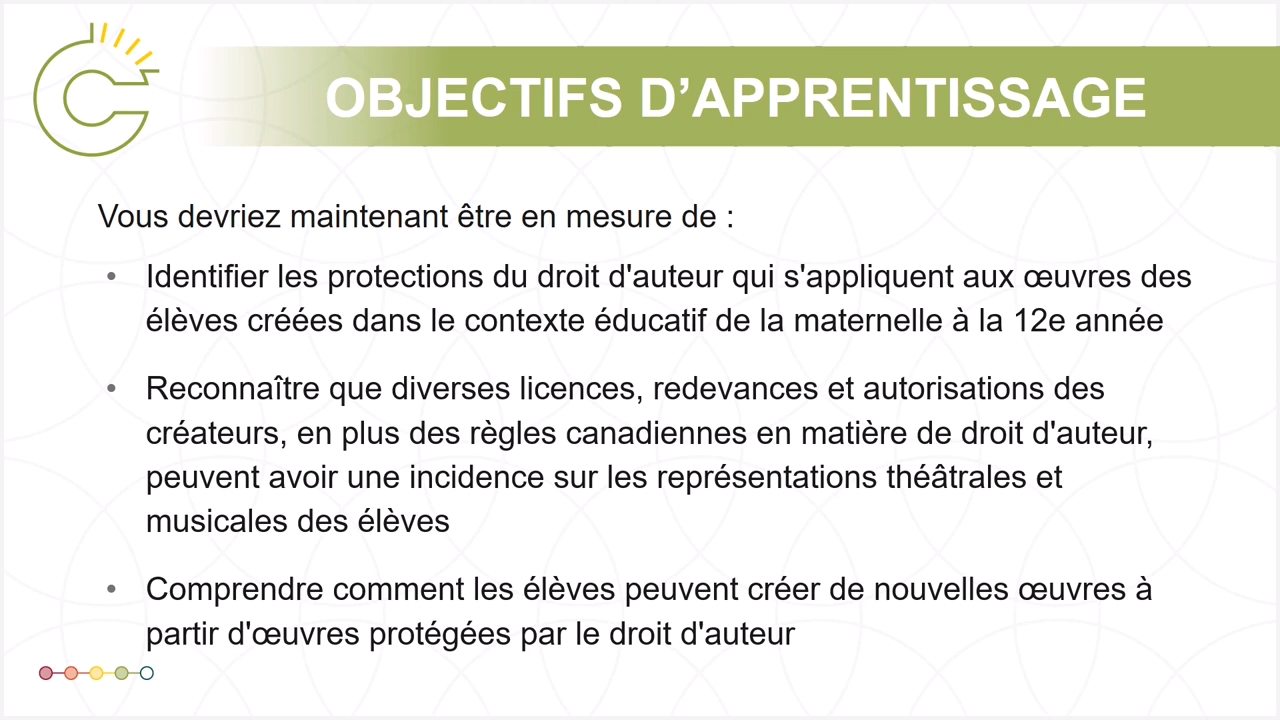 OBJECTIFS D’APPRENTISSAGE
Vous devriez maintenant être en mesure de :
• Identifier les protections du droit d'auteur qui s'appliquent aux œuvres des
élèves créées dans le contexte éducatif de la maternelle à la 12e année
• Reconnaître que diverses licences, redevances et autorisations des
créateurs, en plus des règles canadiennes en matière de droit d'auteur,
peuvent avoir une incidence sur les représentations théâtrales et
musicales des élèves
• Comprendre comment les élèves peuvent créer de nouvelles œuvres à
partir d'œuvres protégées par le droit d'auteur